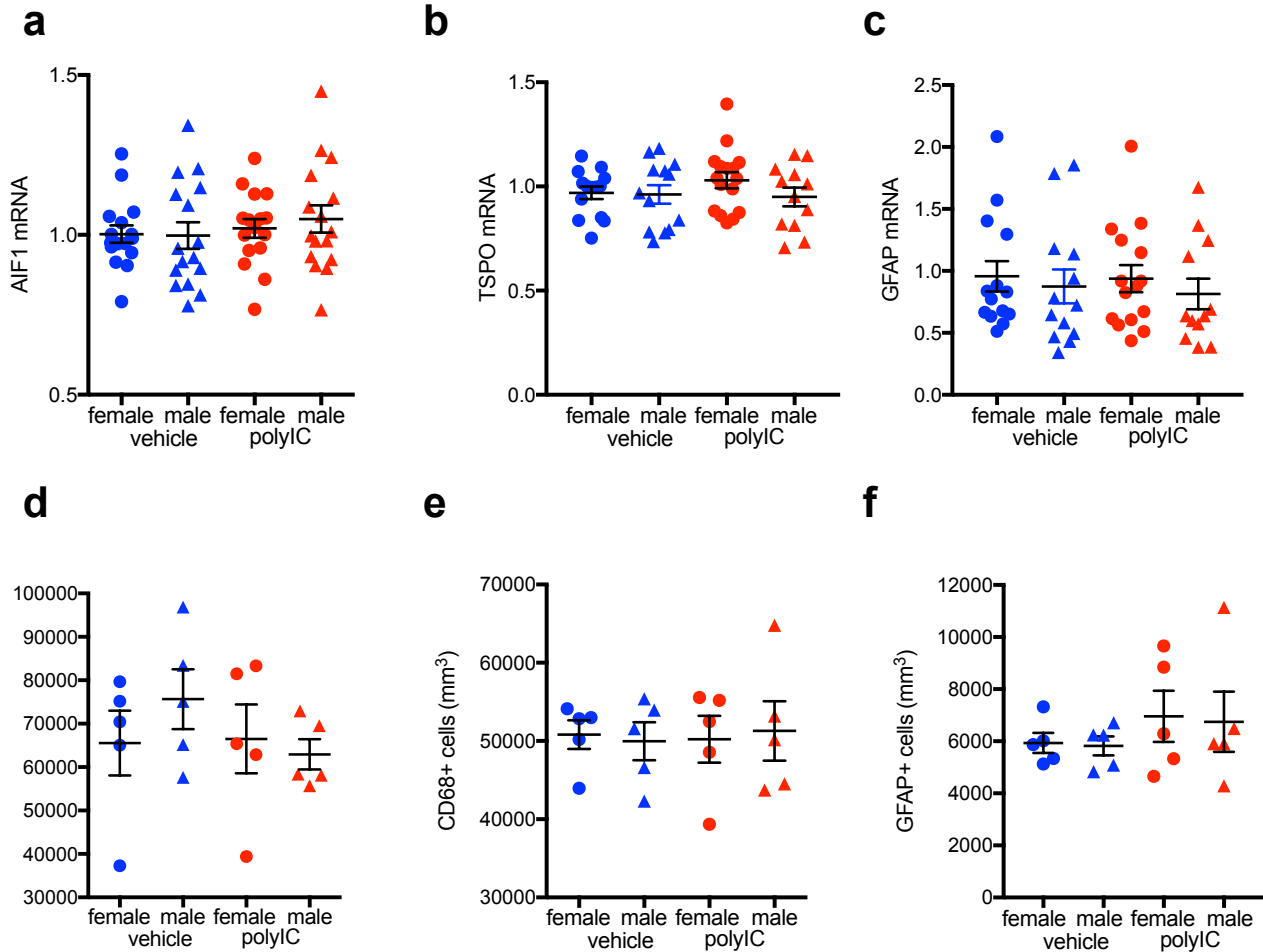 a
b
c
AIF1 mRNA
1.5
1.0
0.5
female male female male
vehicle polyIC
TSPO mRNA
1.5
1.0
0.5
0.0
female male female male
vehicle polyIC
GFAP mRNA
2.5
2.0
1.5
1.0
0.5
0.0
female male female male
vehicle polyIC
d
e
f
100000
90000
80000
70000
60000
50000
40000
30000
female male female male
vehicle polyIC
CD68+ cells (mm³)
70000
60000
50000
40000
30000
female male female male
vehicle polyIC
GFAP+ cells (mm³)
12000
10000
8000
6000
4000
2000
0
female male female male
vehicle polyIC